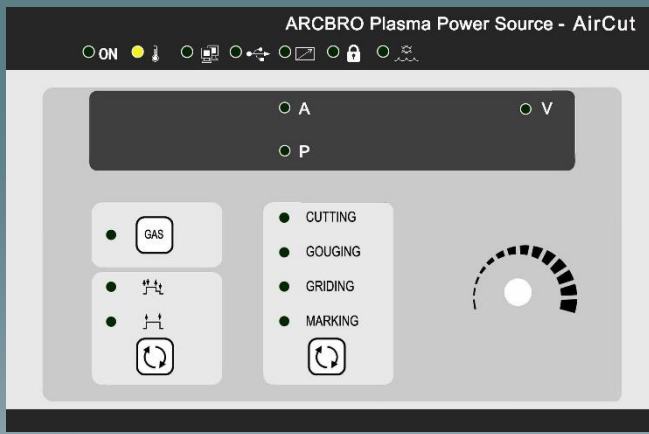 ARCBRO Plasma Power Source - AirCut
ON
A
V
P
GAS
CUTTING
GOUGING
GRIDING
MARKING